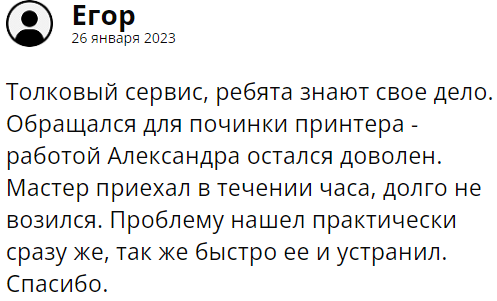 Егор
26 января 2023
Толковый сервис, ребята знают свое дело.
Обращался для починки принтера -
работой Александра остался доволен.
Мастер приехал в течении часа, долго не
возился. Проблему нашел практически
сразу же, так же быстро ее и устранил.
Спасибо.